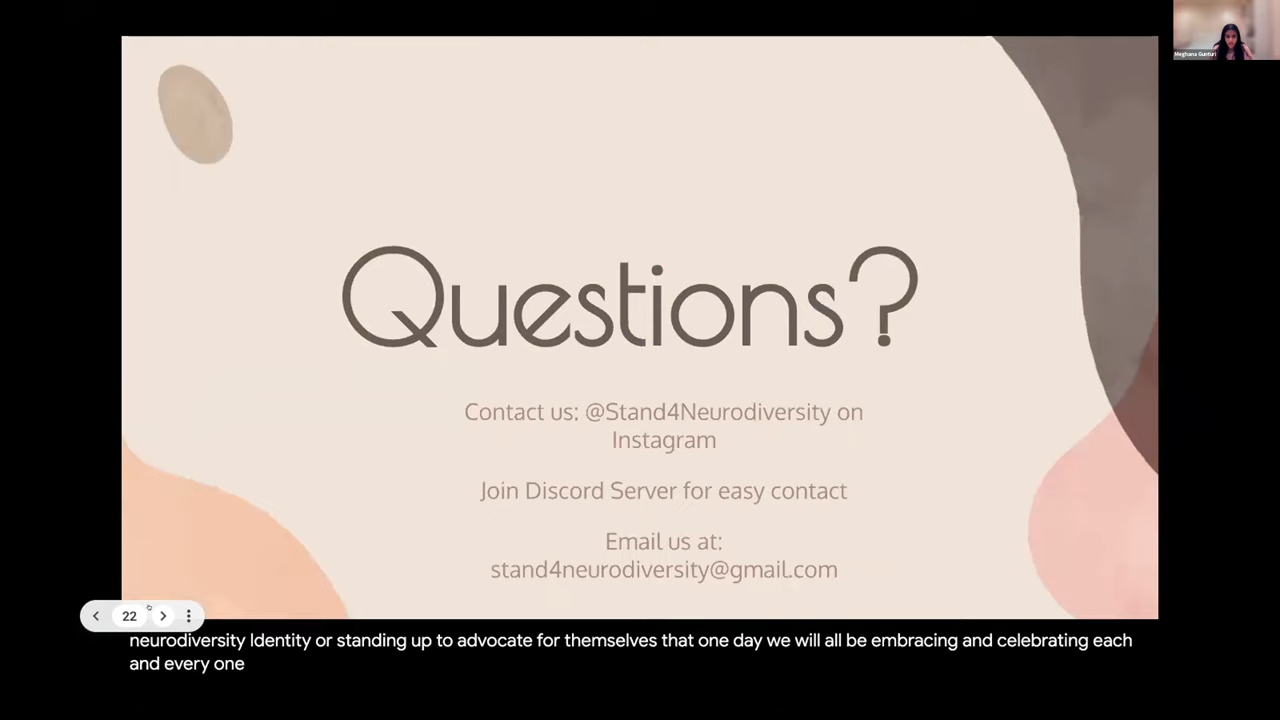 Meghana Gunturi
Questions?
Contact us: @Stand4Neurodiversity on
Instagram
Join Discord Server for easy contact
Email us at:
stand4neurodiversity@gmail.com
22
neurodiversity Identity or standing up to advocate for themselves that one day we will all be embracing and celebrating each
and every one